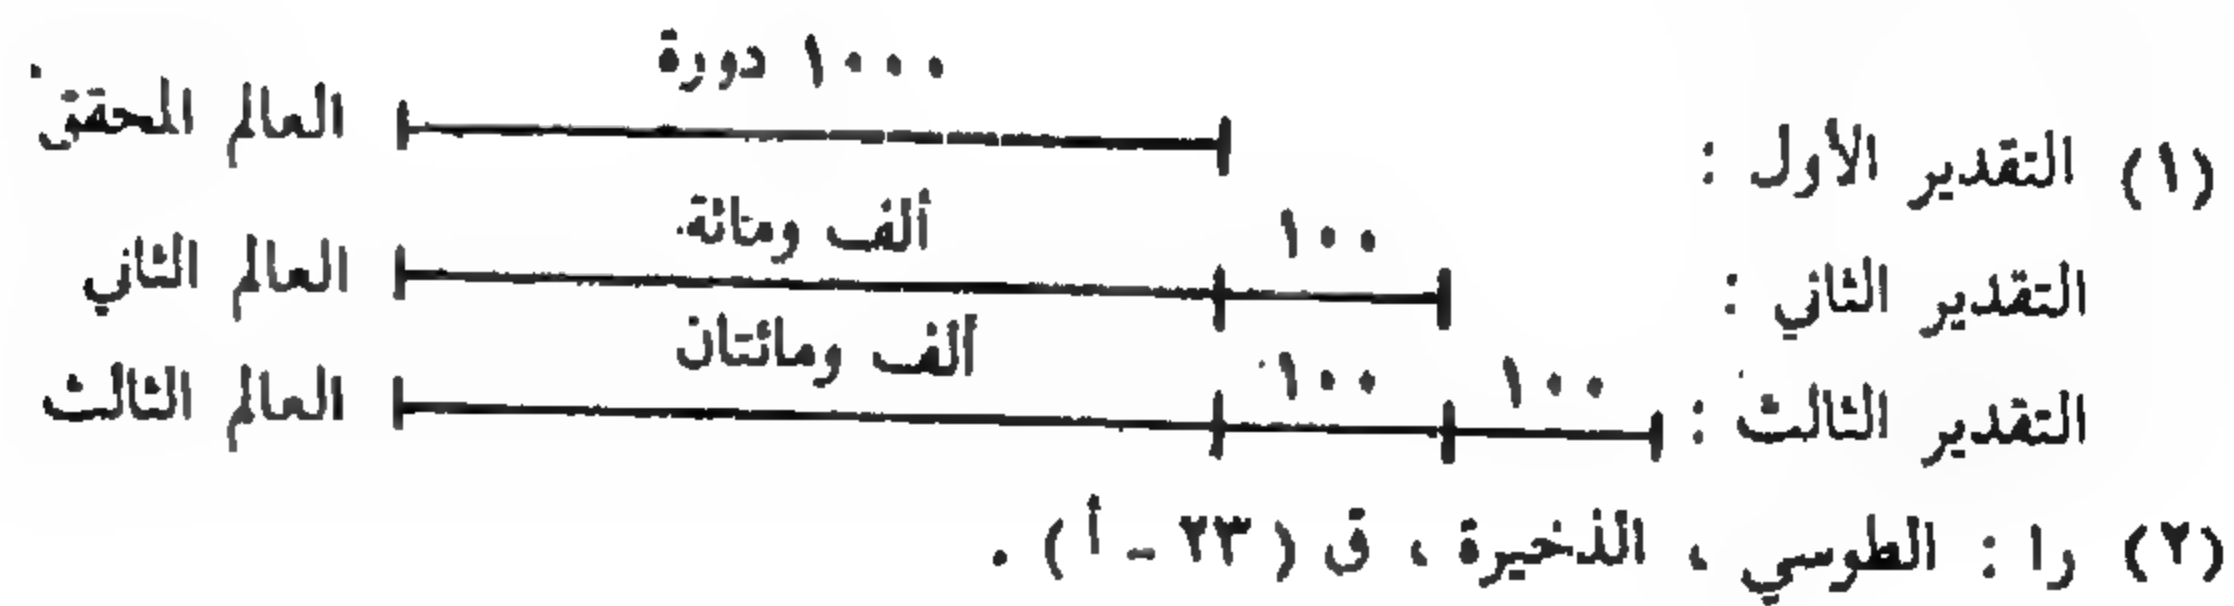 (١) التقدير الأول : ١٠٠٠ دورة العالم المحقق
التقدير الثاني : ١٠٠ ألف ومائة العالم الثاني
التقدير الثالث : ١٠٠ ١٠٠ ألف ومائتان العالم الثالث
(٢) را : الطوسي ، الذخيرة ، ق ( ٢٣ - أ ) .